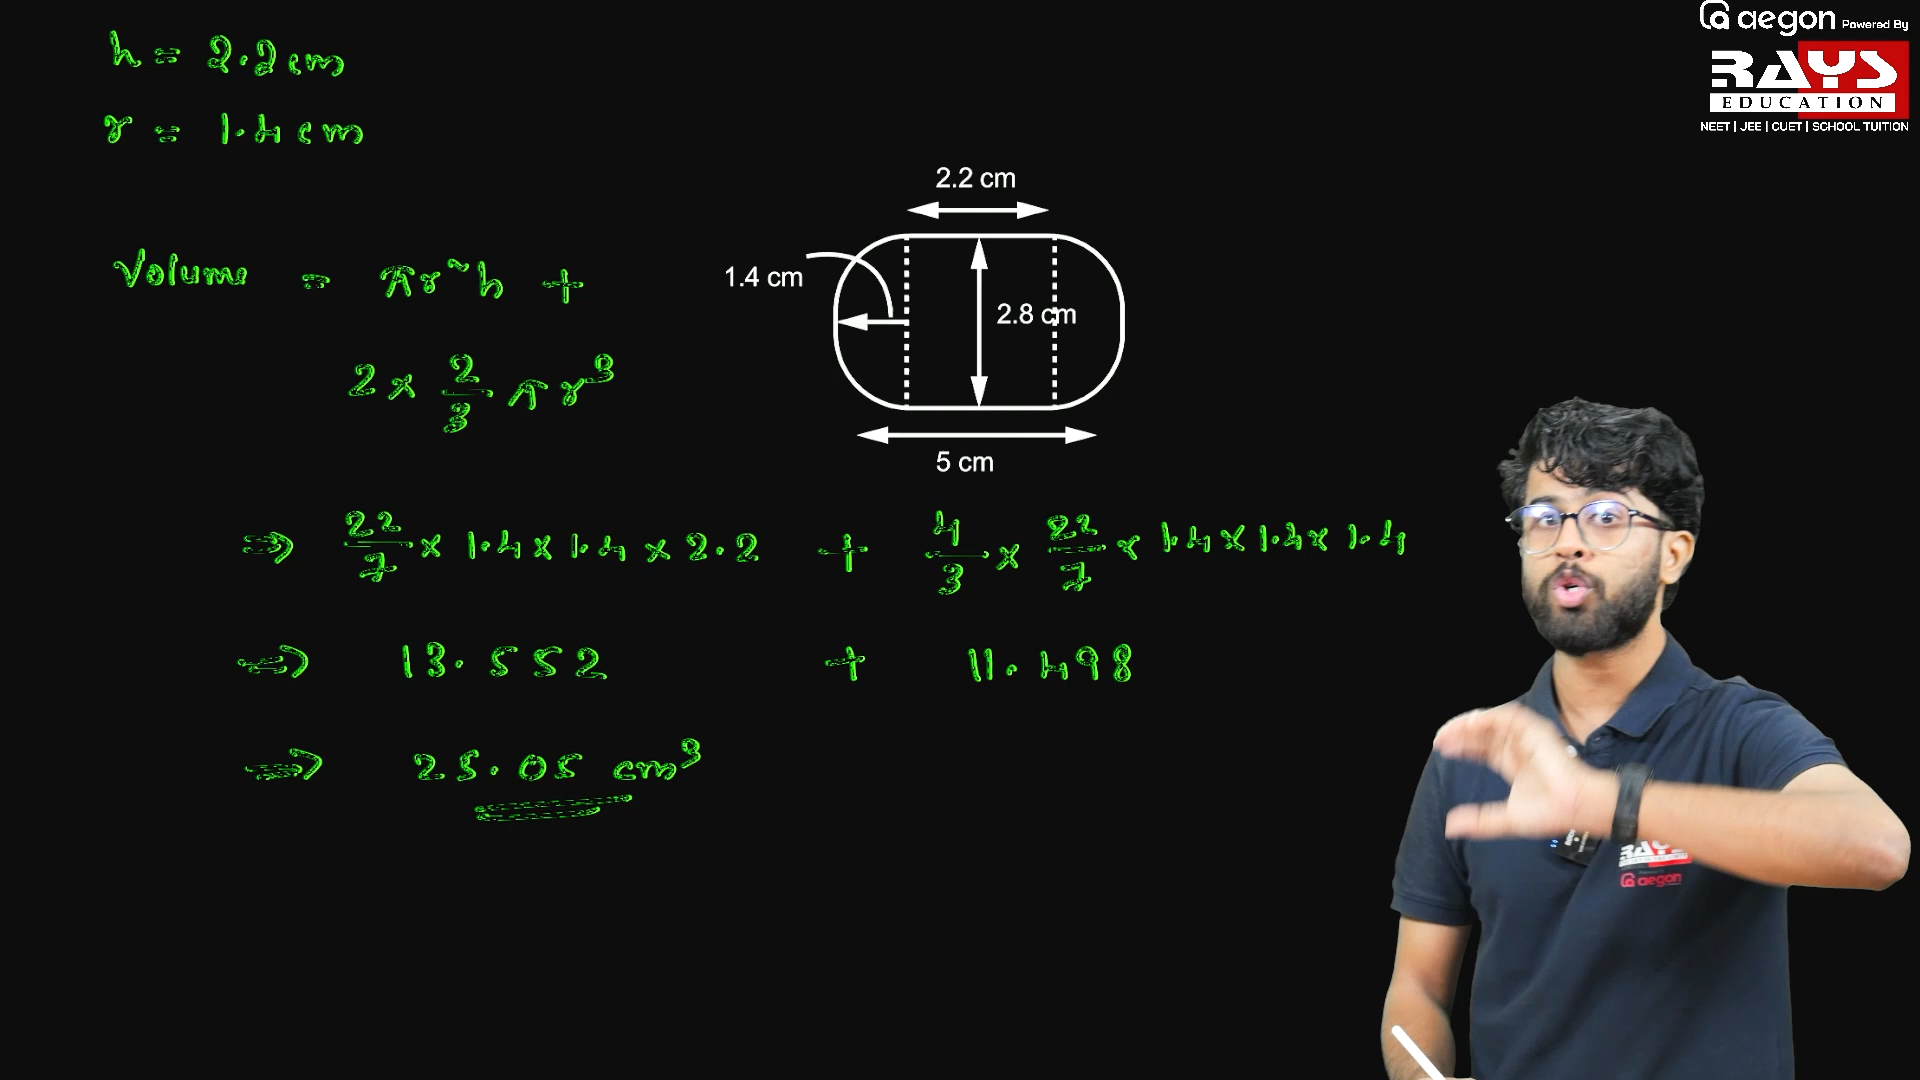 h = 2.2 cm
r = 1.4 cm
Volume = πr²h +
2 × 2/3 πr³
⇒ 22/7 × 1.4 × 1.4 × 2.2 + 4/3 × 22/7 × 1.4 × 1.4 × 1.4
⇒ 13.552 + 11.498
⇒ 25.05 cm³
2.2 cm
1.4 cm
2.8 cm
5 cm
aegon Powered By
RAYS
EDUCATION
NEET | JEE | CUET | SCHOOL TUITION
RAYS
aegon